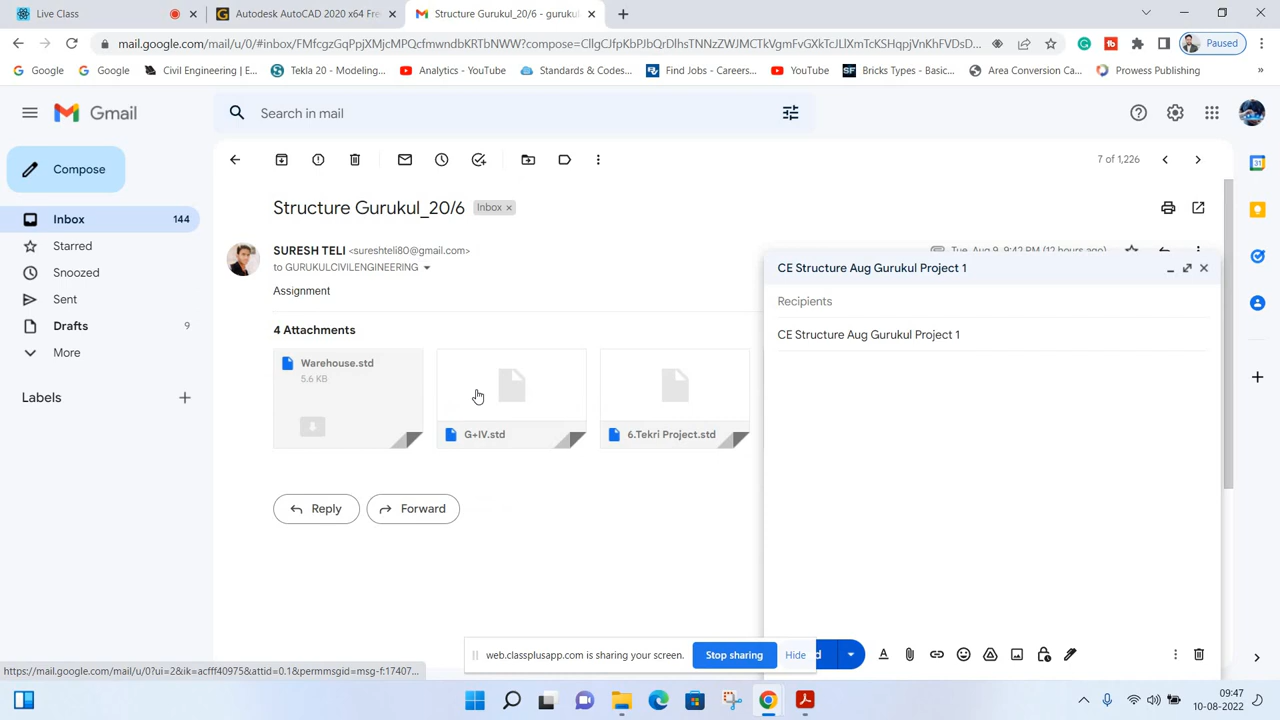 Live Class
Autodesk AutoCAD 2020 x64 Fre
Structure Gurukul_20/6 - guruku
mail.google.com/mail/u/0/#inbox/
Paused
Google
Google
Civil Engineering | E...
Tekla 20 - Modeling...
Analytics - YouTube
Standards & Codes...
Find Jobs - Careers...
YouTube
Bricks Types - Basic...
Area Conversion Ca...
Prowess Publishing
Gmail
Search in mail
Compose
7 of 1,226
Inbox 144
Structure Gurukul_20/6 Inbox
Starred
SURESH TELI <sureshteli80@gmail.com>
Tue, Aug 9, 9:42 PM (12 hours ago)
Snoozed
to GURUKULCIVILENGINEERING
CE Structure Aug Gurukul Project 1
Sent
Assignment
Recipients
Drafts 9
4 Attachments
CE Structure Aug Gurukul Project 1
More
Warehouse.std
5.6 KB
Labels
G+IV.std
6.Tekri Project.std
Reply
Forward
web.classplusapp.com is sharing your screen.
Stop sharing
Hide
https://mail.google.com/mail/u/0?ui=2&ik=acfff40975&attid=0.1&permmsgid=msg-f:17407...
09:47
10-08-2022